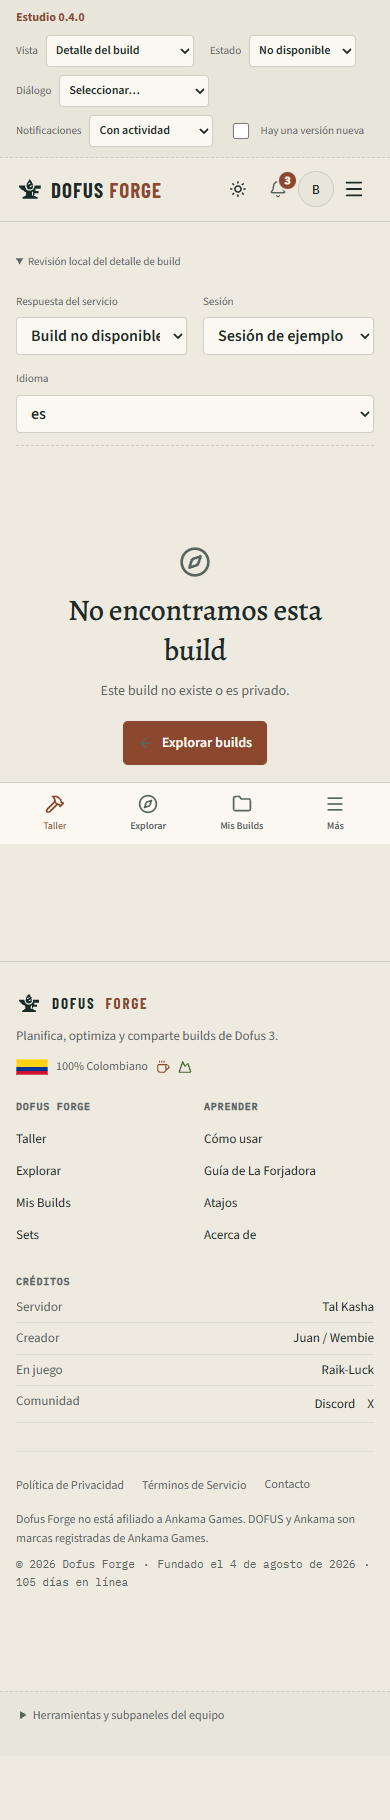 Estudio 0.4.0
Vista Detalle del build Estado No disponible
Diálogo Seleccionar...
Notificaciones Con actividad Hay una versión nueva
DOFUS FORGE 3 B
Revisión local del detalle de build
Respuesta del servicio Sesión
Build no disponible Sesión de ejemplo
Idioma
es
No encontramos esta
build
Este build no existe o es privado.
Explorar builds
Taller Explorar Mis Builds Más
DOFUS FORGE
Planifica, optimiza y comparte builds de Dofus 3.
100% Colombiano
DOFUS FORGE APRENDER
Taller Cómo usar
Explorar Guía de La Forjadora
Mis Builds Atajos
Sets Acerca de
CRÉDITOS
Servidor Tal Kasha
Creador Juan / Wembie
En juego Raik-Luck
Comunidad Discord X
Política de Privacidad Términos de Servicio Contacto
Dofus Forge no está afiliado a Ankama Games. DOFUS y Ankama son
marcas registradas de Ankama Games.
© 2026 Dofus Forge · Fundado el 4 de agosto de 2026 ·
105 días en línea
Herramientas y subpaneles del equipo